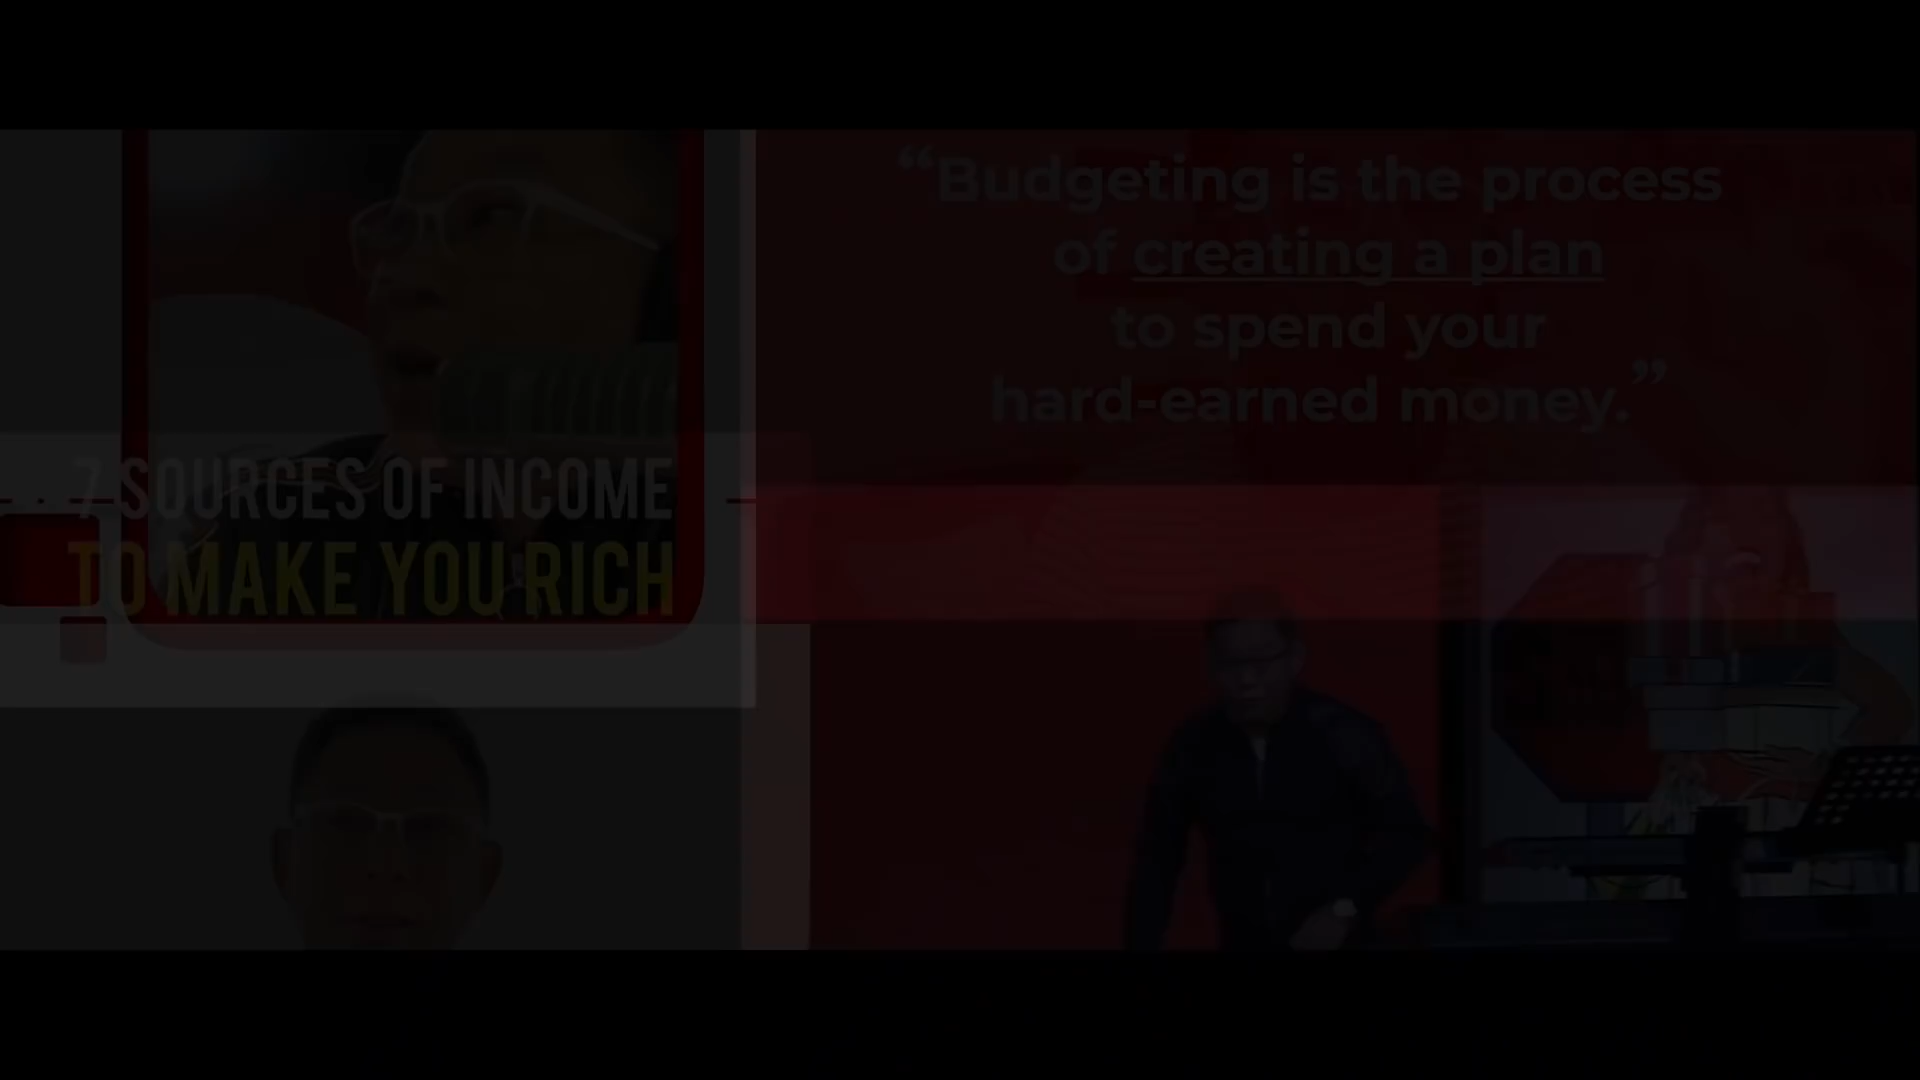 “Budgeting is the process
of creating a plan
to spend your
hard-earned money.”
7 SOURCES OF INCOME
TO MAKE YOU RICH